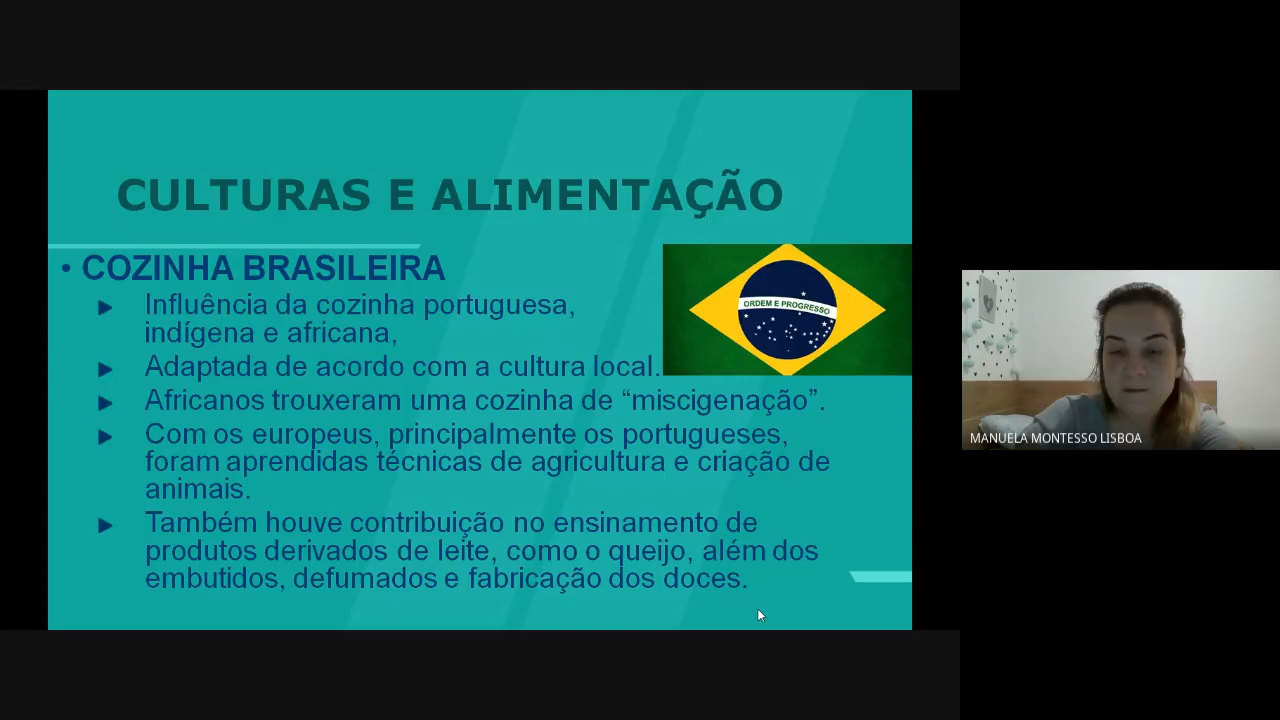 CULTURAS E ALIMENTAÇÃO
• COZINHA BRASILEIRA
Influência da cozinha portuguesa,
indígena e africana,
Adaptada de acordo com a cultura local.
Africanos trouxeram uma cozinha de “miscigenação”.
Com os europeus, principalmente os portugueses,
foram aprendidas técnicas de agricultura e criação de
animais.
Também houve contribuição no ensinamento de
produtos derivados de leite, como o queijo, além dos
embutidos, defumados e fabricação dos doces.
ORDEM E PROGRESSO
MANUELA MONTESSO LISBOA